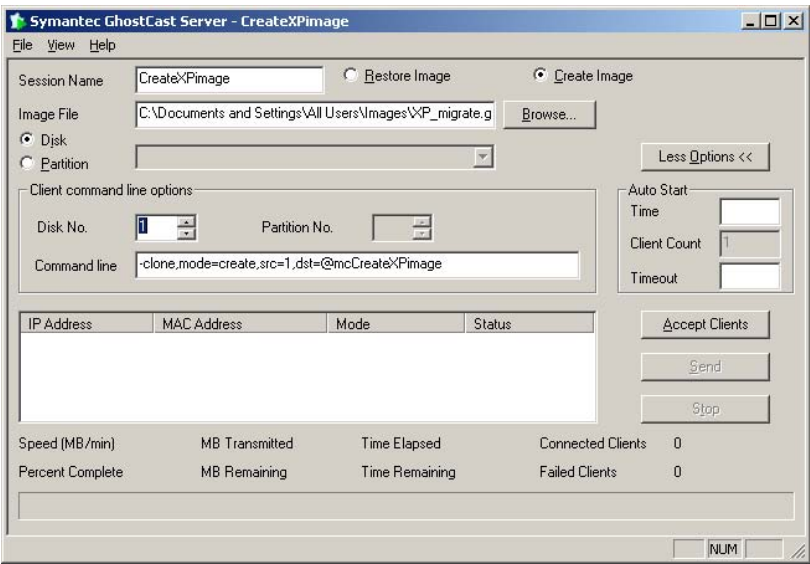 Symantec GhostCast Server - CreateXPimage
File View Help
Session Name CreateXPimage Restore Image Create Image
Image File C:\Documents and Settings\All Users\Images\XP_migrate.g Browse...
Disk
Partition Less Options <<
Client command line options Auto Start
Time
Disk No. 1 Partition No. Client Count 1
Command line -clone,mode=create,src=1,dst=@mcCreateXPimage Timeout
IP Address MAC Address Mode Status Accept Clients
Send
Stop
Speed (MB/min) MB Transmitted Time Elapsed Connected Clients 0
Percent Complete MB Remaining Time Remaining Failed Clients 0
NUM